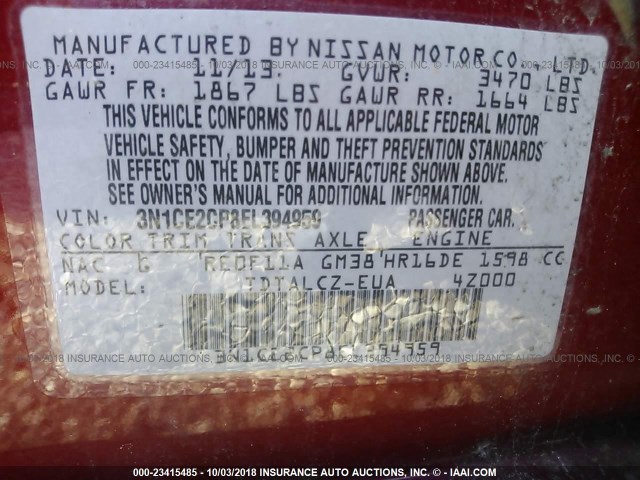 MANUFACTURED BY NISSAN MOTOR CO., LTD.
DATE: 11/13. GVWR: 3470 LBS
GAWR FR: 1867 LBS GAWR RR: 1664 LBS
THIS VEHICLE CONFORMS TO ALL APPLICABLE FEDERAL MOTOR
VEHICLE SAFETY, BUMPER AND THEFT PREVENTION STANDARDS
IN EFFECT ON THE DATE OF MANUFACTURE SHOWN ABOVE.
SEE OWNER'S MANUAL FOR ADDITIONAL INFORMATION.
VIN: 3N1CE2CP8EL394959 PASSENGER CAR
COLOR TRIM TRANS AXLE ENGINE
NAC G RE0F11A GM38 HR16DE 1598 CC
MODEL: TDTALCZ-EUA 4Z000
000-23415485 - 10/03/2018 INSURANCE AUTO AUCTIONS, INC. - © IAAI.COM